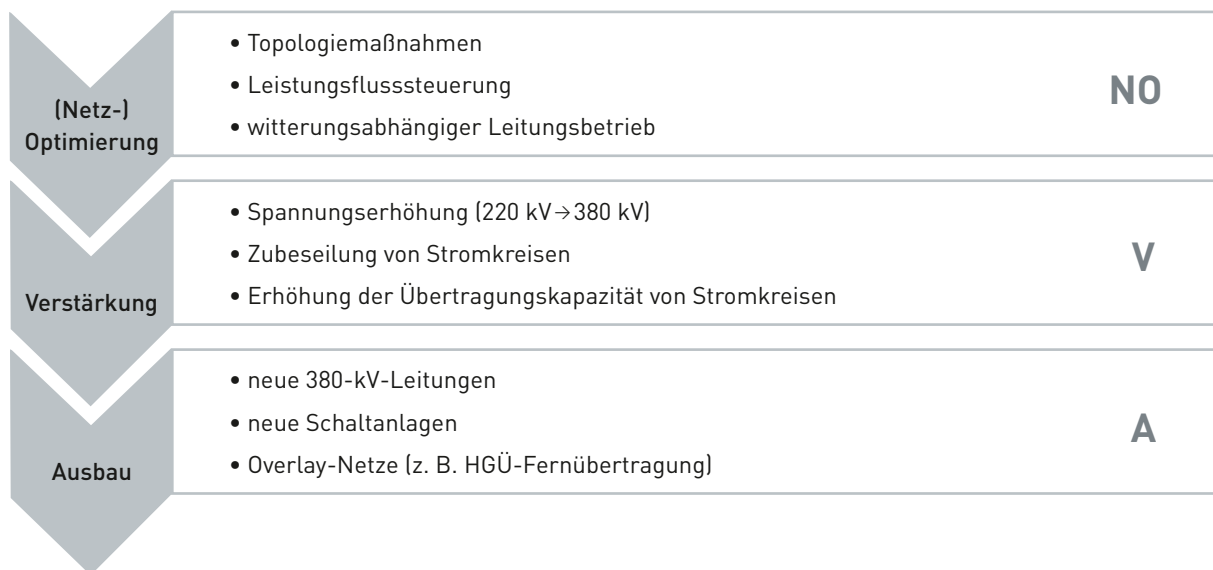 (Netz-)
Optimierung
• Topologiemaßnahmen
• Leistungsflusssteuerung
• witterungsabhängiger Leitungsbetrieb
NO
Verstärkung
• Spannungserhöhung (220 kV→380 kV)
• Zubeseilung von Stromkreisen
• Erhöhung der Übertragungskapazität von Stromkreisen
V
Ausbau
• neue 380-kV-Leitungen
• neue Schaltanlagen
• Overlay-Netze (z. B. HGÜ-Fernübertragung)
A